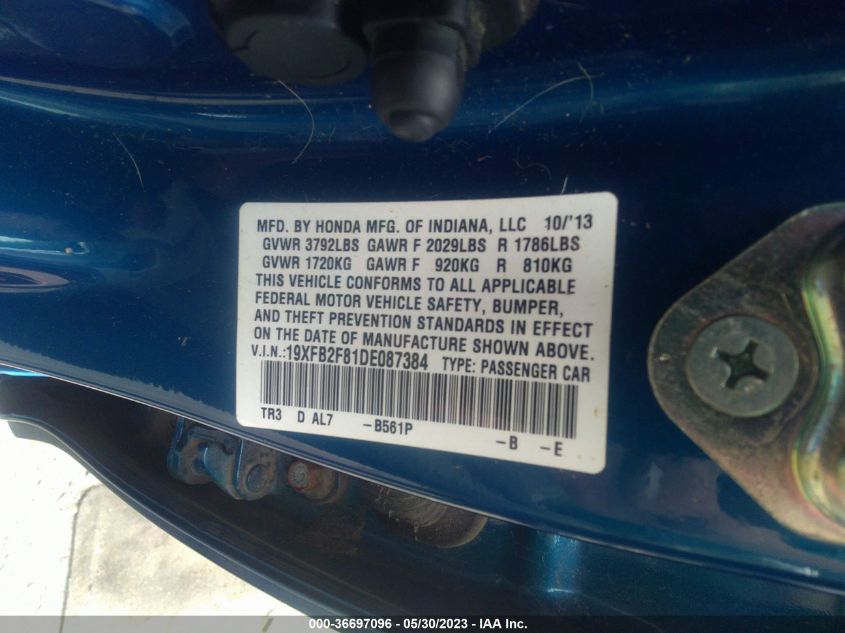 MFD. BY HONDA MFG. OF INDIANA, LLC 10/'13
GVWR 3792LBS GAWR F 2029LBS R 1786LBS
GVWR 1720KG GAWR F 920KG R 810KG
THIS VEHICLE CONFORMS TO ALL APPLICABLE
FEDERAL MOTOR VEHICLE SAFETY, BUMPER,
AND THEFT PREVENTION STANDARDS IN EFFECT
ON THE DATE OF MANUFACTURE SHOWN ABOVE.
V.I.N.:19XFB2F81DE087384 TYPE: PASSENGER CAR
TR3 D AL7 -B561P -B -E
000-36697096 - 05/30/2023 - IAA Inc.